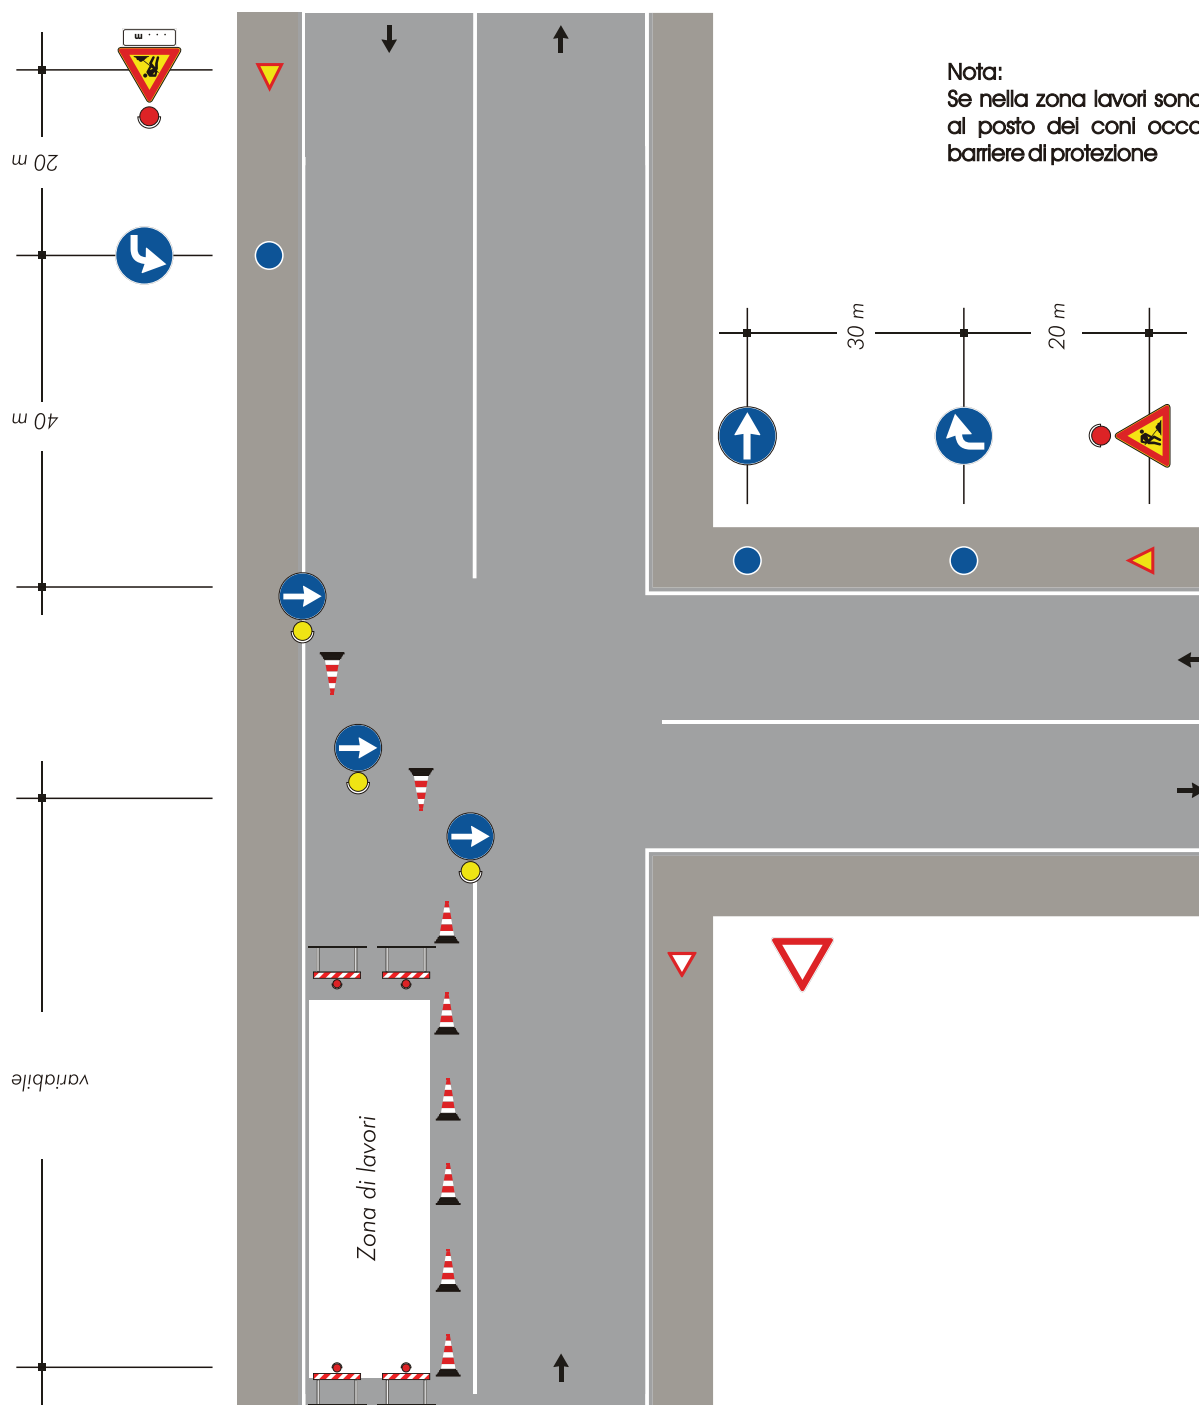 m
Nota:
Se nella zona lavori sono
al posto dei coni
barriere di protezione
20 m
40 m
30 m
20 m
variabile
Zona di lavori